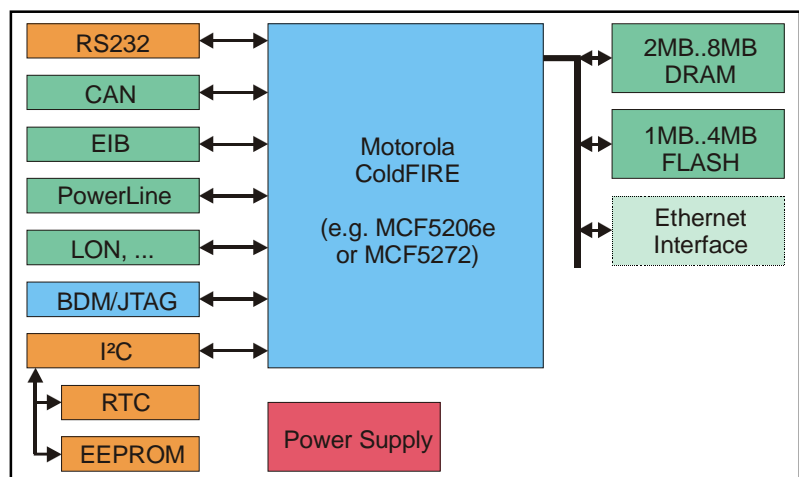 RS232
CAN
EIB
PowerLine
LON, ...
BDM/JTAG
I²C
RTC
EEPROM
Motorola
ColdFIRE
(e.g. MCF5206e
or MCF5272)
Power Supply
2MB..8MB
DRAM
1MB..4MB
FLASH
Ethernet
Interface